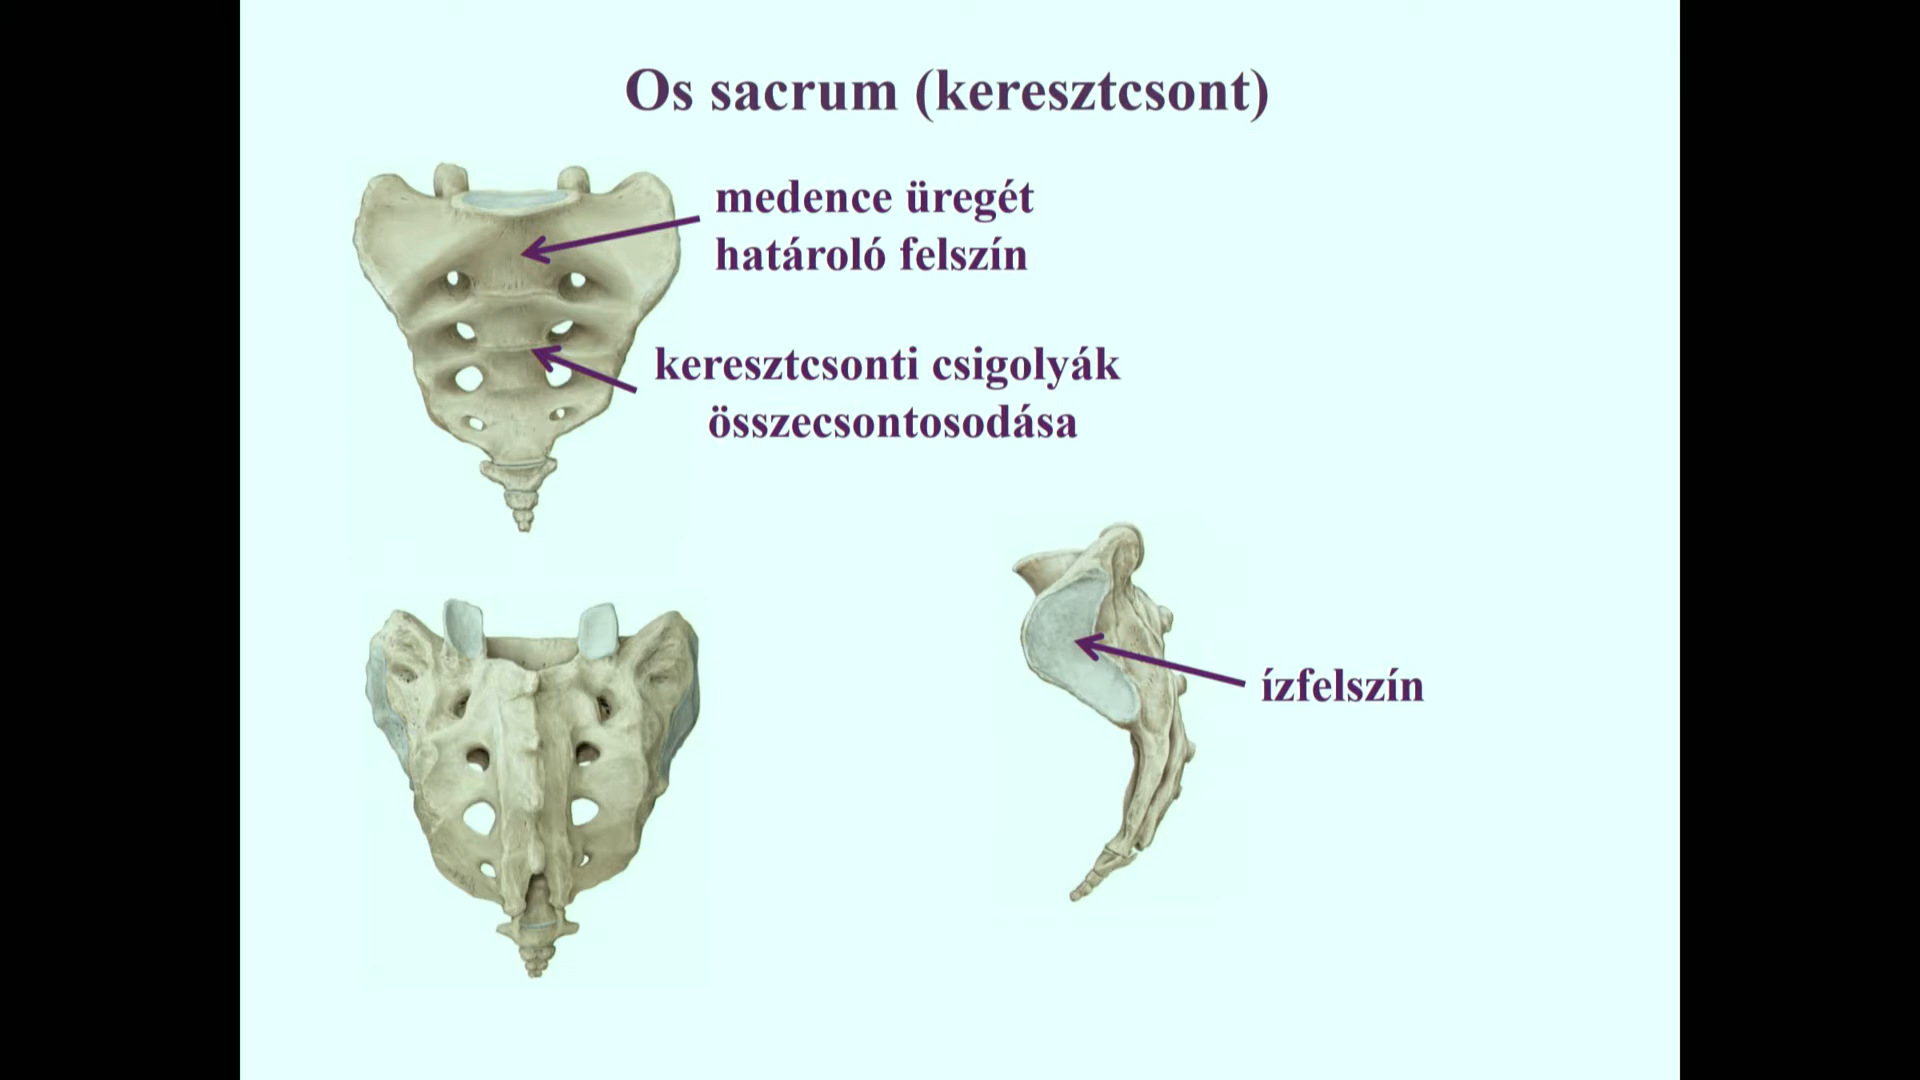 Os sacrum (keresztcsont)
medence üregét
határoló felszín
keresztcsonti csigolyák
összecsontosodása
ízfelszín